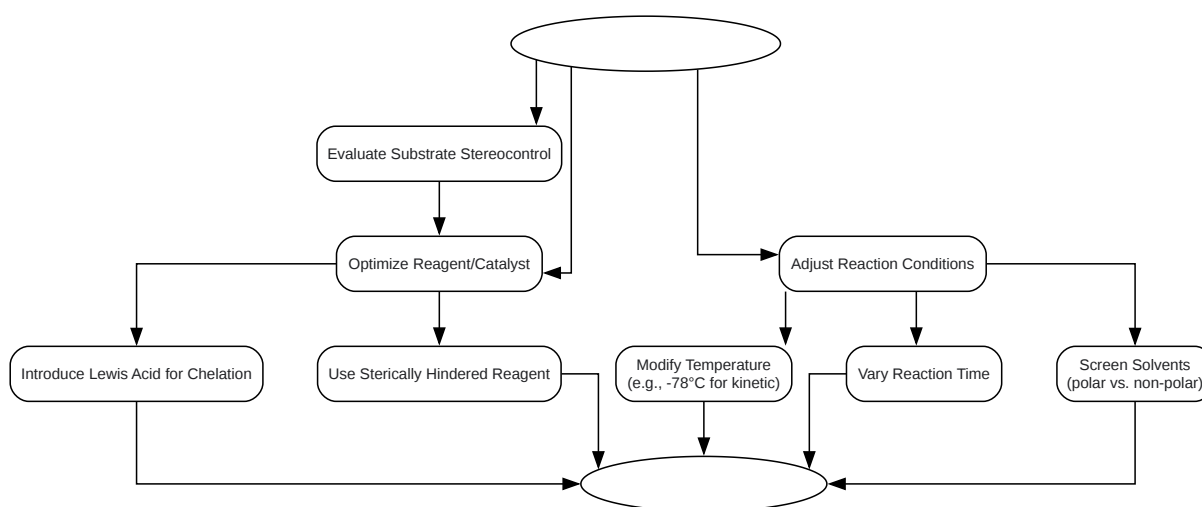 Evaluate Substrate Stereocontrol
Optimize Reagent/Catalyst
Adjust Reaction Conditions
Introduce Lewis Acid for Chelation
Use Sterically Hindered Reagent
Modify Temperature
(e.g., -78°C for kinetic)
Vary Reaction Time
Screen Solvents
(polar vs. non-polar)